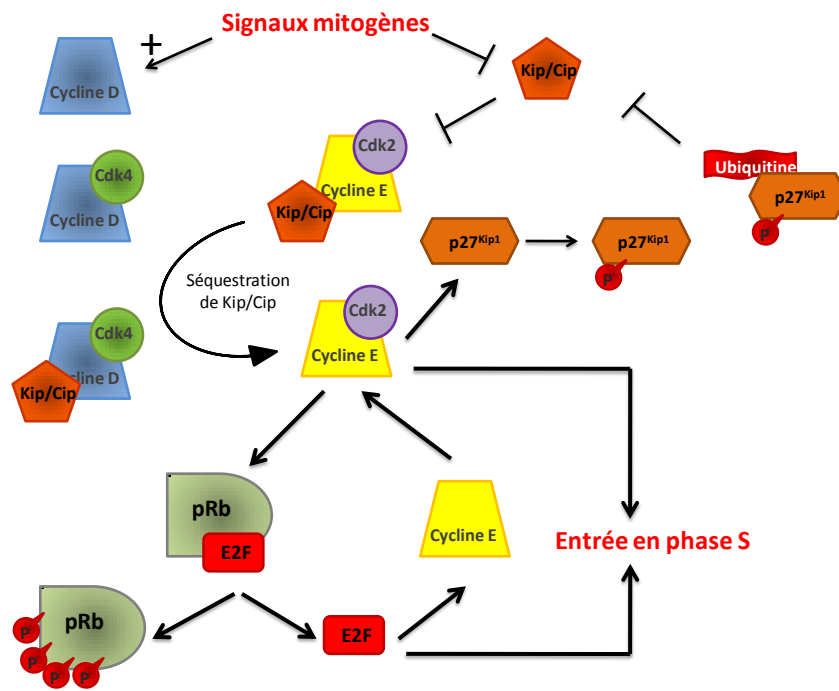 Signaux mitogènes
+
Cycline D
Kip/Cip
Cdk4
Cycline D
Cdk2
Cycline E
Kip/Cip
Ubiquitine
p27Kip1
P
p27Kip1
p27Kip1
P
Séquestration
de Kip/Cip
Cdk2
Cycline E
Cdk4
cline D
Kip/Cip
pRb
E2F
Cycline E
Entrée en phase S
pRb
P
P
P
P
E2F